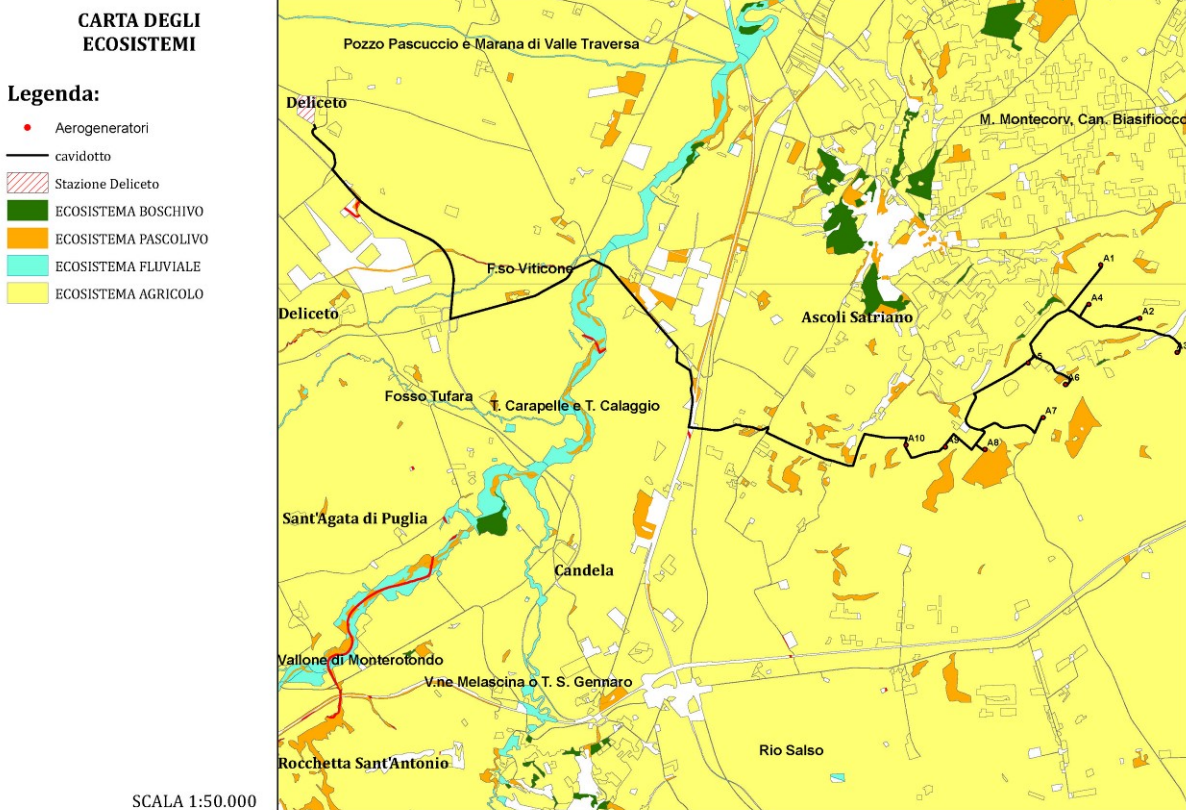 CARTA DEGLI
ECOSISTEMI
Legenda:
Aerogeneratori
cavidotto
Stazione Deliceto
ECOSISTEMA BOSCHIVO
ECOSISTEMA PASCOLIVO
ECOSISTEMA FLUVIALE
ECOSISTEMA AGRICOLO
SCALA 1:50.000
Pozzo Pascuccio e Marana di Valle Traversa
Deliceto
M. Montecorv, Can. Biasifiocco
F.so Viticone
A1
A4
A2
Deliceto
Ascoli Satriano
A3
A5
A6
Fosso Tufara
T. Carapelle e T. Calaggio
A7
A10
A9
A8
Sant'Agata di Puglia
Candela
Vallone di Monterotondo
V.ne Melascina o T. S. Gennaro
Rio Salso
Rocchetta Sant'Antonio